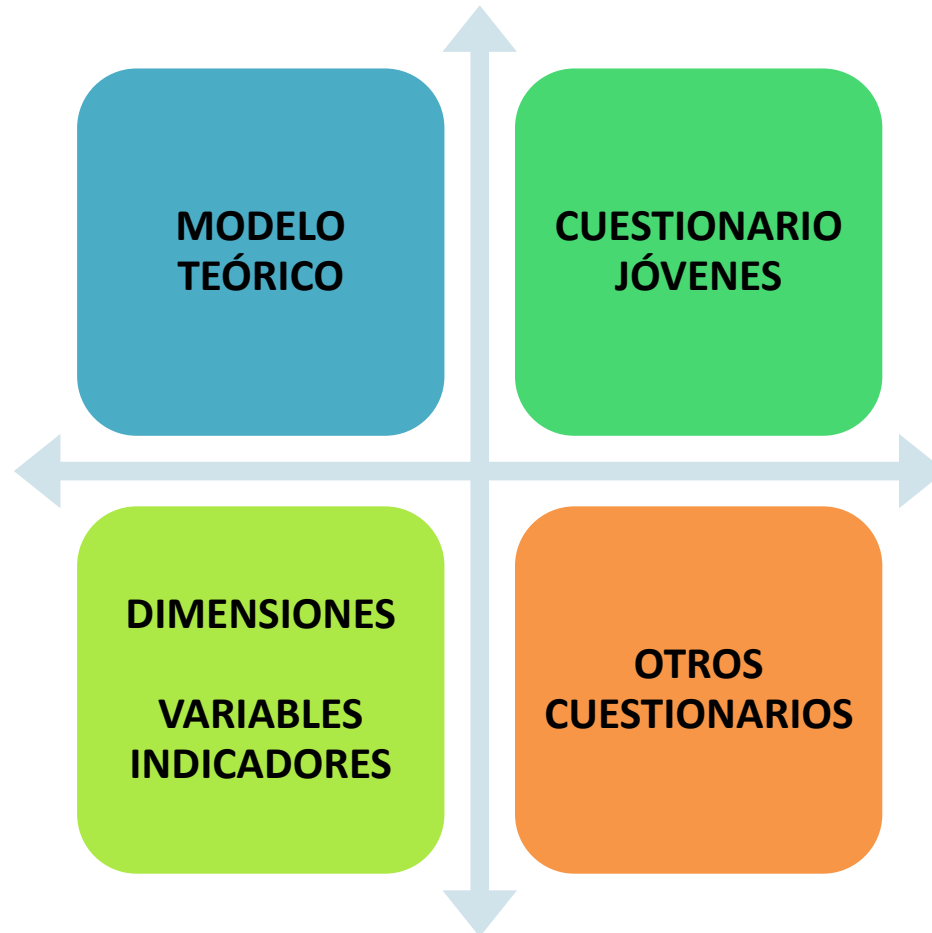 MODELO
TEÓRICO
CUESTIONARIO
JÓVENES
DIMENSIONES
VARIABLES
INDICADORES
OTROS
CUESTIONARIOS